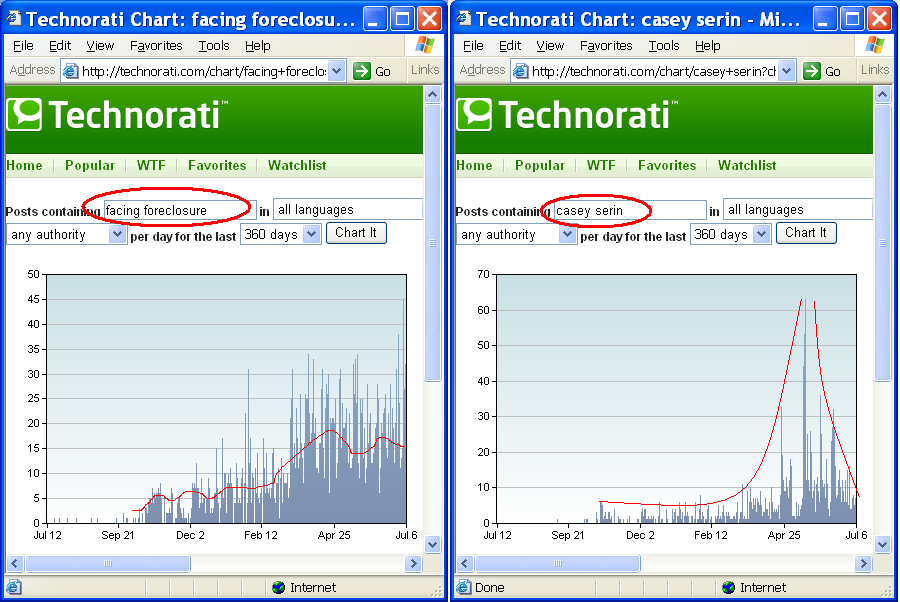 Technorati Chart: facing foreclosu...
File Edit View Favorites Tools Help
Address http://technorati.com/chart/facing+foreclo Go Links
Technorati™
Home Popular WTF Favorites Watchlist
Posts containing facing foreclosure in all languages
any authority per day for the last 360 days Chart It
50
45
40
35
30
25
20
15
10
5
0
Jul 12 Sep 21 Dec 2 Feb 12 Apr 25 Jul 6
Internet
Technorati Chart: casey serin - Mi...
File Edit View Favorites Tools Help
Address http://technorati.com/chart/casey+serin?cl Go Links
Technorati™
Home Popular WTF Favorites Watchlist
Posts containing casey serin in all languages
any authority per day for the last 360 days Chart It
70
60
50
40
30
20
10
0
Jul 12 Sep 21 Dec 2 Feb 12 Apr 25 Jul 6
Done Internet